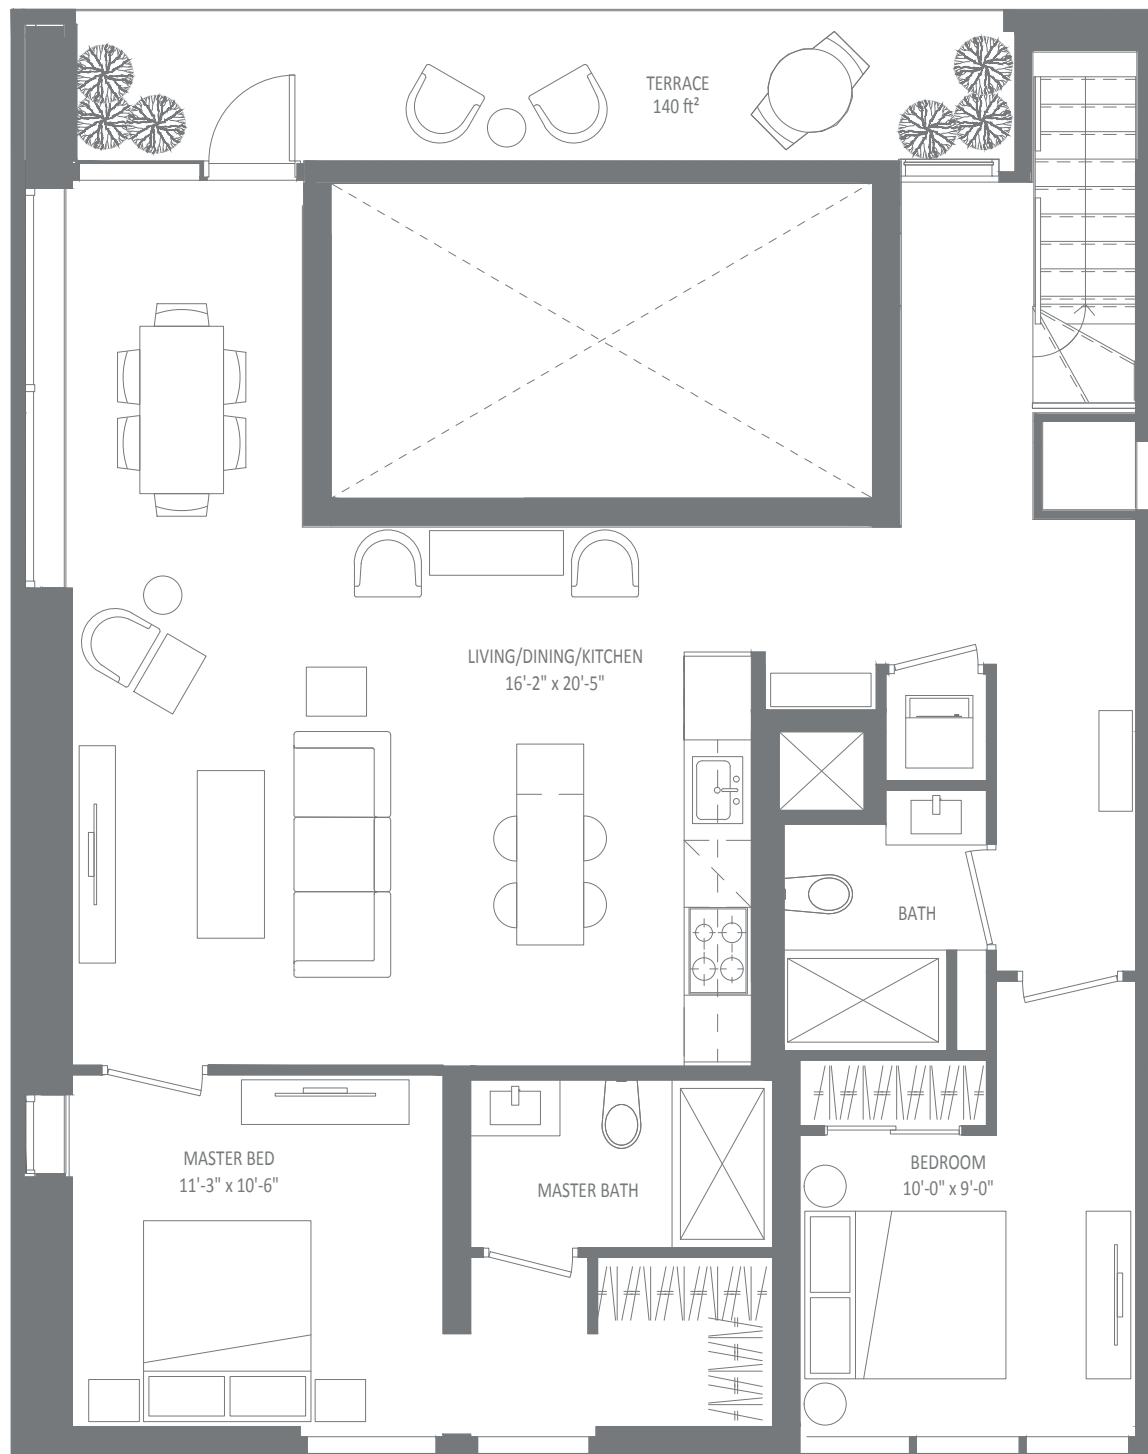 TERRACE
140 ft²
LIVING/DINING/KITCHEN
16'-2" x 20'-5"
BATH
MASTER BED
11'-3" x 10'-6"
MASTER BATH
BEDROOM
10'-0" x 9'-0"